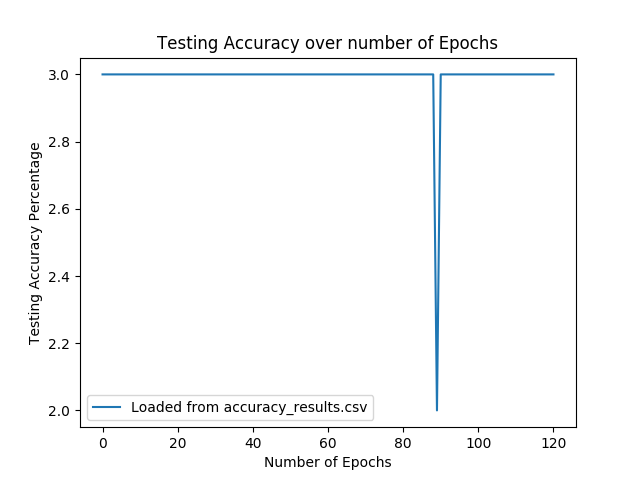 Testing Accuracy over number of Epochs
3.0
2.8
2.6
2.4
2.2
2.0
Testing Accuracy Percentage
Loaded from accuracy_results.csv
0 20 40 60 80 100 120
Number of Epochs